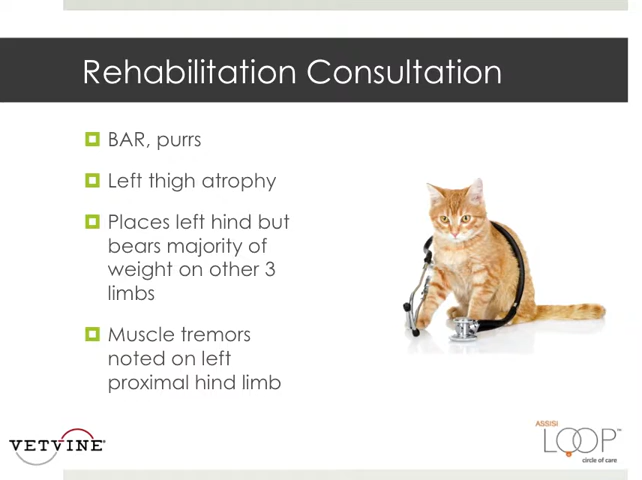 Rehabilitation Consultation
BAR, purrs
Left thigh atrophy
Places left hind but
bears majority of
weight on other 3
limbs
Muscle tremors
noted on left
proximal hind limb
VETVINE®
ASSISI
LOOP™
circle of care